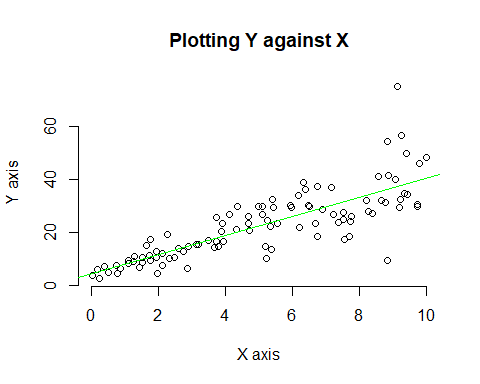 Plotting Y against X
Y axis
60
40
20
0
0 2 4 6 8 10
X axis